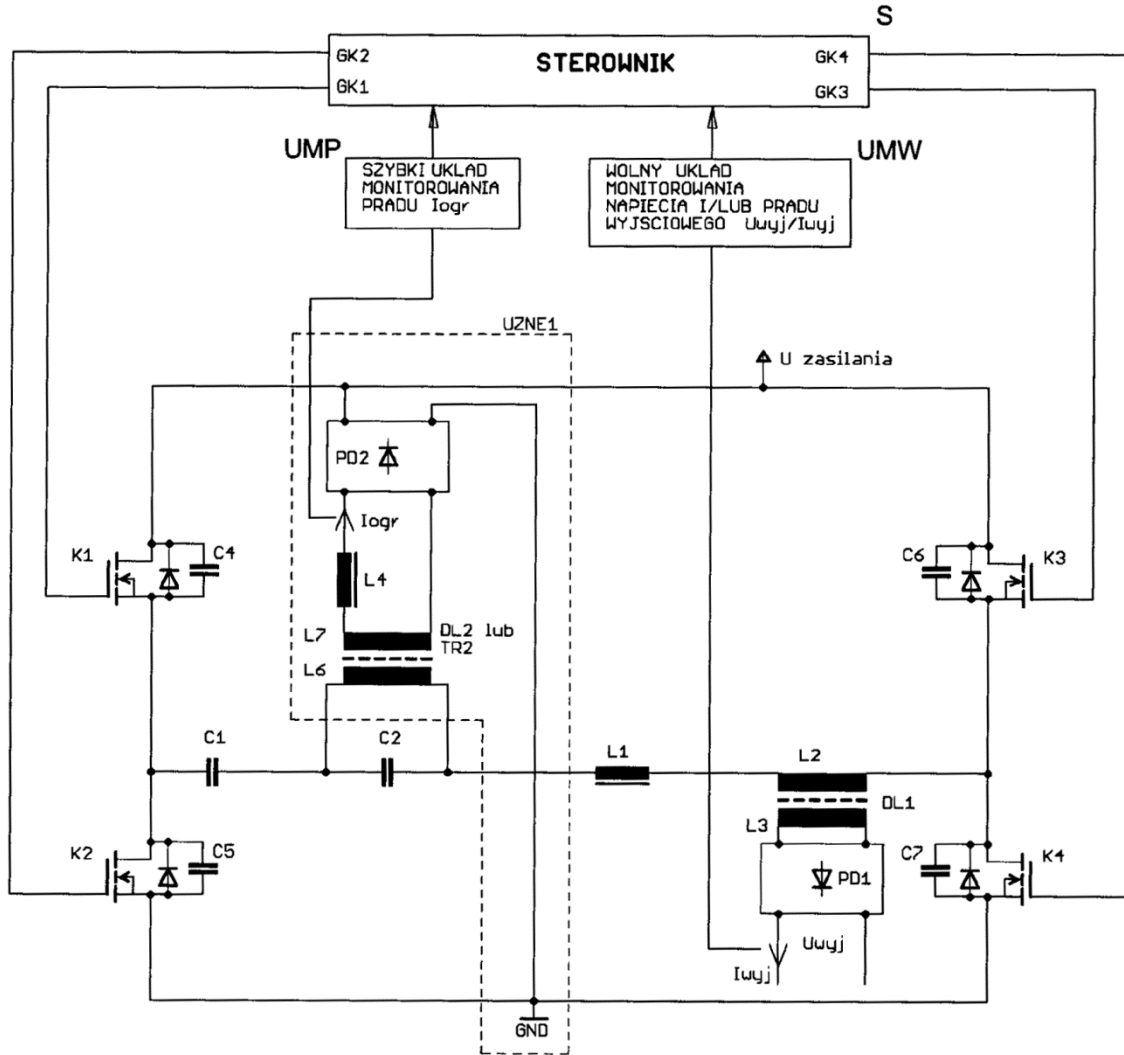 S
GK2
STEROWNIK
GK4
GK1
GK3
UMP
UMW
SZYBKI UKLAD
MONITOROWANIA
PRADU Iogr
WOLNY UKLAD
MONITOROWANIA
NAPIECIA I/LUB PRADU
WYJSCIOWEGO Uwyj/Iwyj
UZNE1
U zasilania
PD2
Iogr
K1
C4
C6
K3
L4
L7
DL2 lub
TR2
L6
C1
C2
L1
L2
DL1
L3
K2
C5
C7
K4
PD1
Uwyj
Iwyj
GND